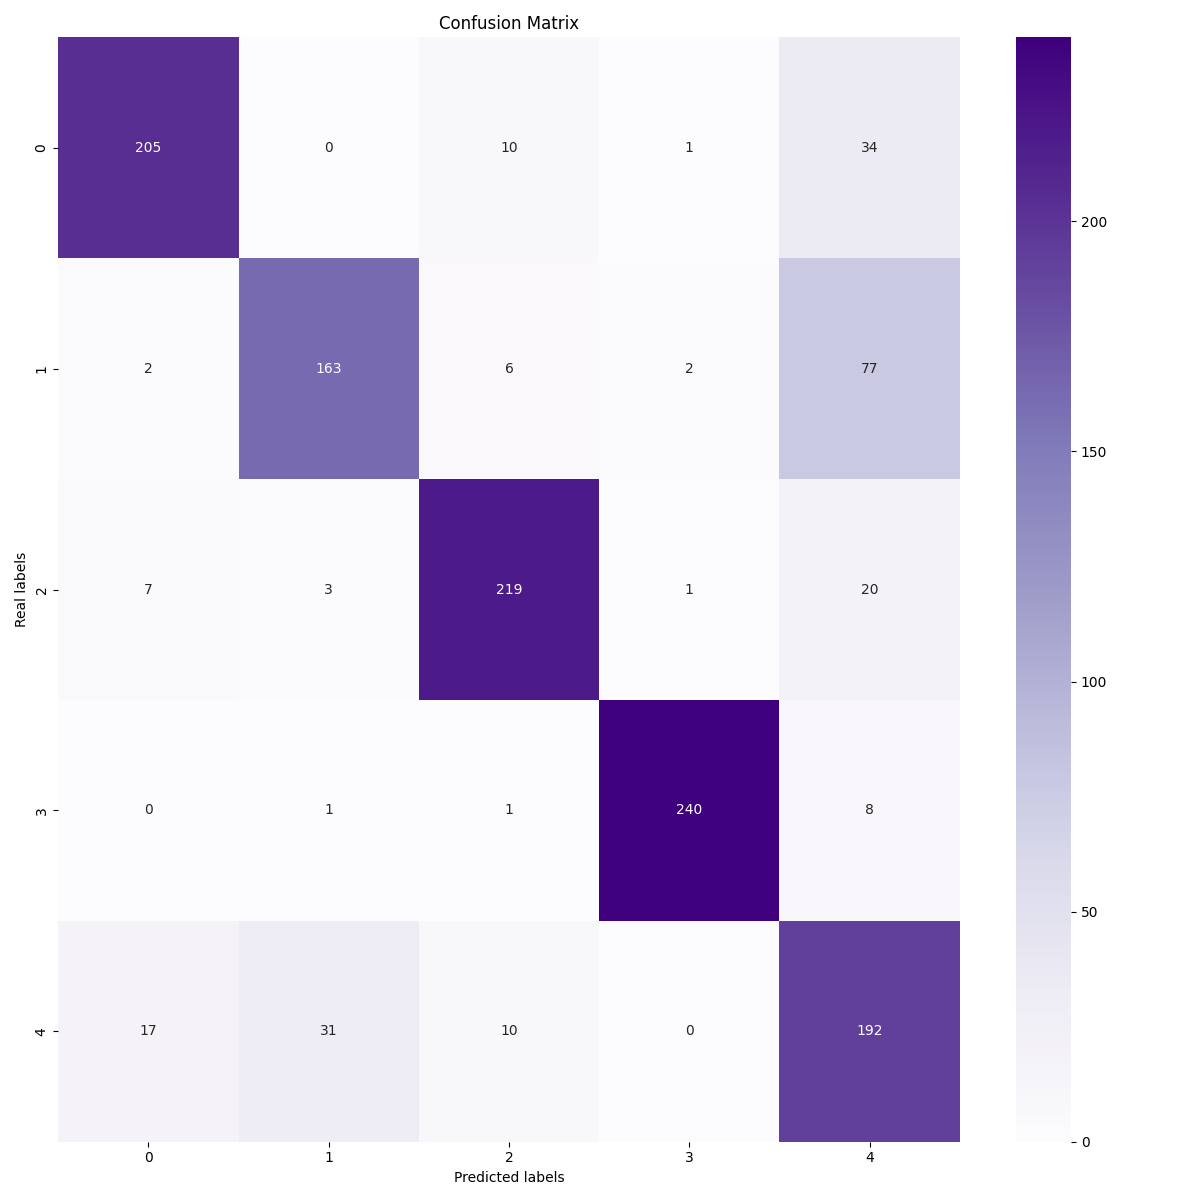 Confusion Matrix
0 205 0 10 1 34
1 2 163 6 2 77
2 7 3 219 1 20
3 0 1 1 240 8
4 17 31 10 0 192
0 1 2 3 4
Predicted labels
Real labels
200
150
100
50
0